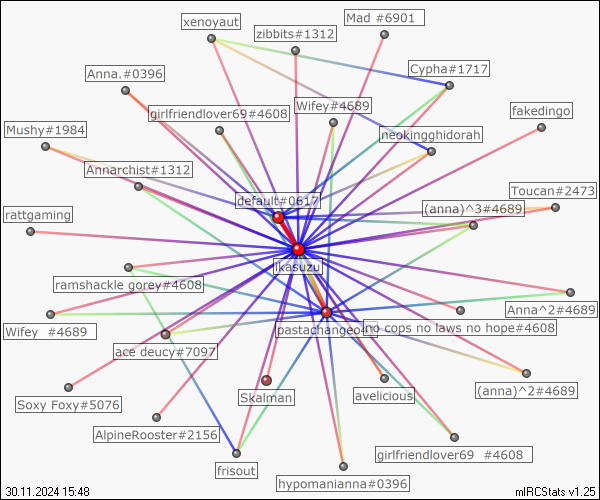 Mad #6901
xenoyaut
zibbits#1312
Cypha#1717
Anna.#0396
Wifey#4689
girlfriendlover69#4608
fakedingo
Mushy#1984
neokingghidorah
Annarchist#1312
Toucan#2473
default#0617
(anna)^3#4689
rattgaming
ikasuzu
ramshackle gorey#4608
Anna^2#4689
Wifey #4689
no cops no laws no hope#4608
ace deucy#7097
(anna)^2#4689
Skalman
avelicious
Soxy Foxy#5076
AlpineRooster#2156
girlfriendlover69 #4608
frisout
hypomanianna#0396
30.11.2024 15:48
mIRCStats v1.25